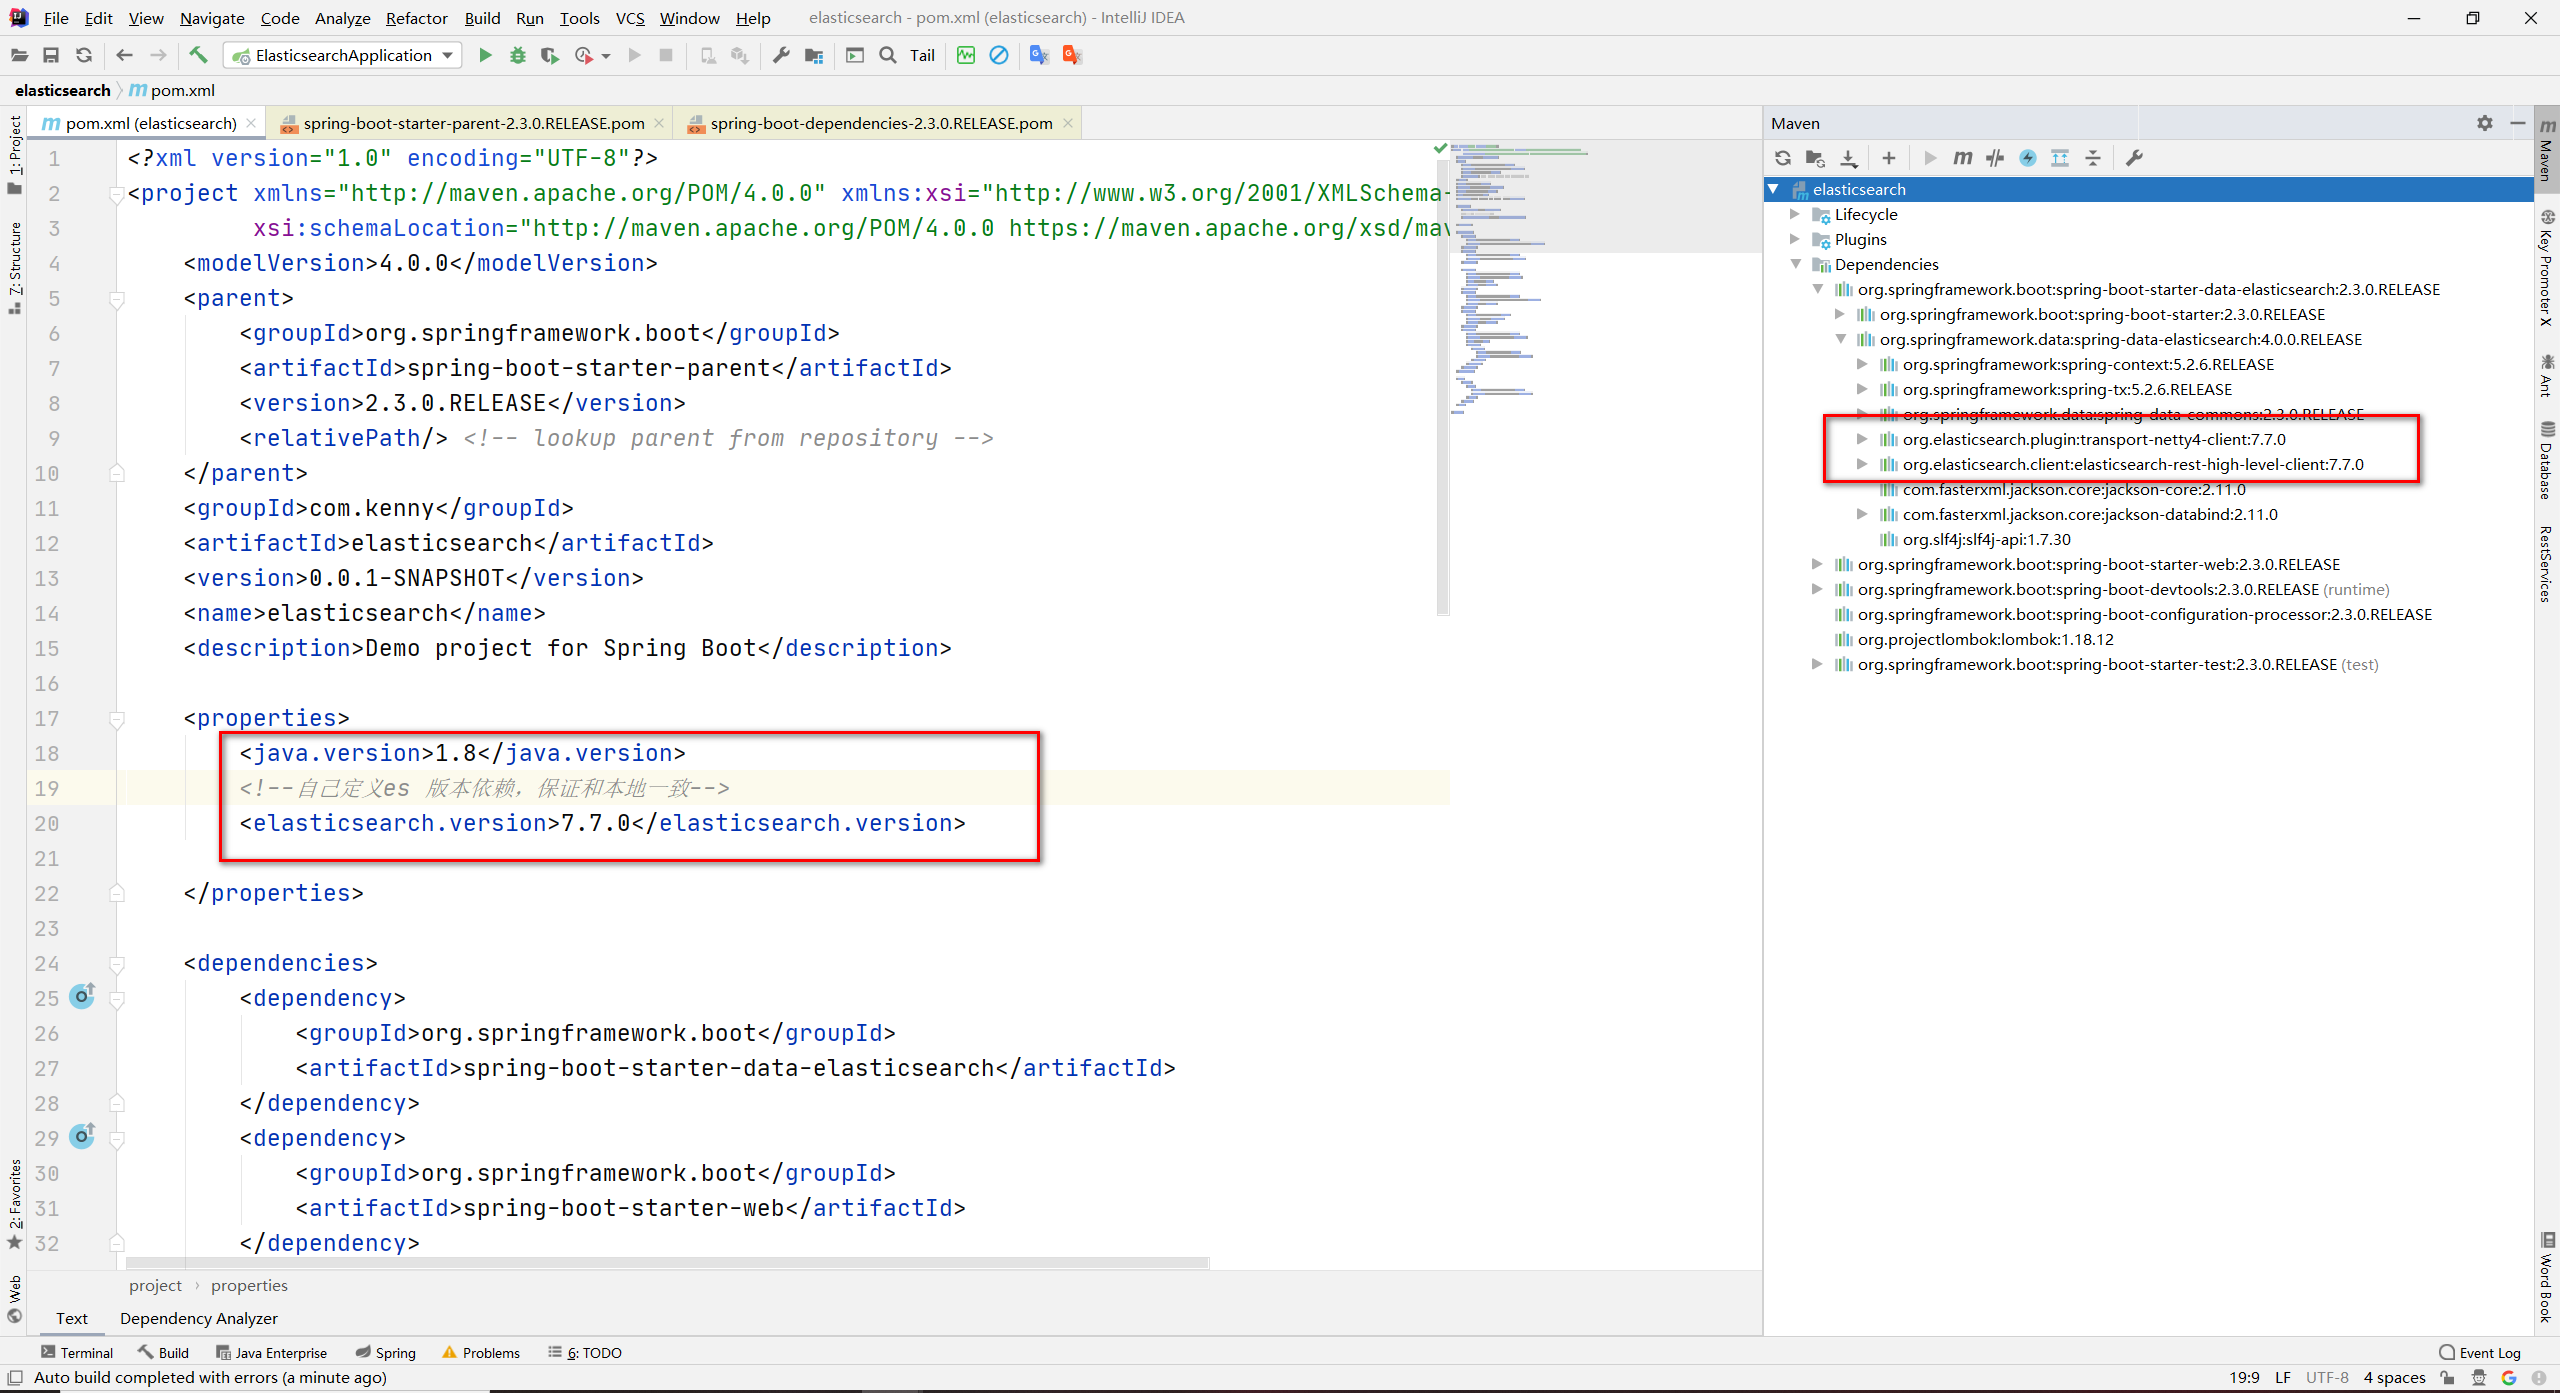 File Edit View Navigate Code Analyze Refactor Build Run Tools VCS Window Help elasticsearch - pom.xml (elasticsearch) - IntelliJ IDEA
ElasticsearchApplication Tail
elasticsearch m pom.xml
m pom.xml (elasticsearch) spring-boot-starter-parent-2.3.0.RELEASE.pom spring-boot-dependencies-2.3.0.RELEASE.pom
1 <?xml version="1.0" encoding="UTF-8"?>
2 <project xmlns="http://maven.apache.org/POM/4.0.0" xmlns:xsi="http://www.w3.org/2001/XMLSchema-
3 xsi:schemaLocation="http://maven.apache.org/POM/4.0.0 https://maven.apache.org/xsd/mav
4 <modelVersion>4.0.0</modelVersion>
5 <parent>
6 <groupId>org.springframework.boot</groupId>
7 <artifactId>spring-boot-starter-parent</artifactId>
8 <version>2.3.0.RELEASE</version>
9 <relativePath/> <!-- lookup parent from repository -->
10 </parent>
11 <groupId>com.kenny</groupId>
12 <artifactId>elasticsearch</artifactId>
13 <version>0.0.1-SNAPSHOT</version>
14 <name>elasticsearch</name>
15 <description>Demo project for Spring Boot</description>
16
17 <properties>
18 <java.version>1.8</java.version>
19 <!--自己定义es 版本依赖，保证和本地一致-->
20 <elasticsearch.version>7.7.0</elasticsearch.version>
21
22 </properties>
23
24 <dependencies>
25 <dependency>
26 <groupId>org.springframework.boot</groupId>
27 <artifactId>spring-boot-starter-data-elasticsearch</artifactId>
28 </dependency>
29 <dependency>
30 <groupId>org.springframework.boot</groupId>
31 <artifactId>spring-boot-starter-web</artifactId>
32 </dependency>
project › properties
Text Dependency Analyzer
Maven
elasticsearch
Lifecycle
Plugins
Dependencies
org.springframework.boot:spring-boot-starter-data-elasticsearch:2.3.0.RELEASE
org.springframework.boot:spring-boot-starter:2.3.0.RELEASE
org.springframework.data:spring-data-elasticsearch:4.0.0.RELEASE
org.springframework:spring-context:5.2.6.RELEASE
org.springframework:spring-tx:5.2.6.RELEASE
org.springframework.data:spring-data-commons:2.3.0.RELEASE
org.elasticsearch.plugin:transport-netty4-client:7.7.0
org.elasticsearch.client:elasticsearch-rest-high-level-client:7.7.0
com.fasterxml.jackson.core:jackson-core:2.11.0
com.fasterxml.jackson.core:jackson-databind:2.11.0
org.slf4j:slf4j-api:1.7.30
org.springframework.boot:spring-boot-starter-web:2.3.0.RELEASE
org.springframework.boot:spring-boot-devtools:2.3.0.RELEASE (runtime)
org.springframework.boot:spring-boot-configuration-processor:2.3.0.RELEASE
org.projectlombok:lombok:1.18.12
org.springframework.boot:spring-boot-starter-test:2.3.0.RELEASE (test)
1: Project
7: Structure
2: Favorites
Web
Maven
Key Promoter X
Ant
Database
RestServices
Word Book
Terminal Build Java Enterprise Spring Problems 6: TODO Event Log
Auto build completed with errors (a minute ago) 19:9 LF UTF-8 4 spaces